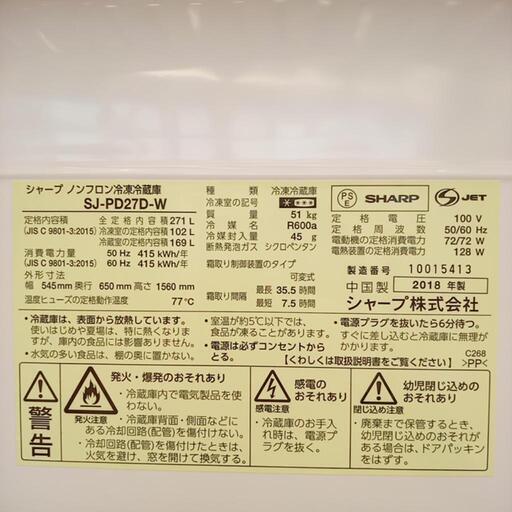 シャープ ノンフロン冷凍冷蔵庫
SJ-PD27D-W
定格内容積 全定格内容積 271 L
(JIS C 9801-3:2015) 冷凍室の定格内容積 102 L
冷蔵室の定格内容積 169 L
消費電力量 50 Hz 415 kWh/年
(JIS C 9801-3:2015) 60 Hz 415 kWh/年
外形寸法
幅 545mm 奥行 650 mm 高さ 1560 mm
温度ヒューズの定格動作温度 77℃
種類 冷凍冷蔵庫
冷凍室の記号
質量 51 kg
冷媒 R600a
冷媒封入量 45 g
断熱発泡ガス シクロペンタン
霜取り制御装置のタイプ
可変式
霜取り間隔 最長 35.5 時間
最短 7.5 時間
PS
E
SHARP
JET
定格電圧 100 V
定格周波数 50/60 Hz
電動機の定格消費電力 72/72 W
電熱装置の定格消費電力 128 W
製造番号 10015413
中国製 2018 年製
シャープ株式会社
・冷蔵庫は、表面から放熱しています。
使いはじめや夏場は、特に熱くなりますが、庫内の食品には影響ありません。
・水気の多い食品は、棚の奥に置かない。
・室温が約5℃以下では、
食品が凍ることがあります。
・電源は必ずコンセントから
とる。
・電源プラグを抜いたら6分待つ。
すぐに差し込むと冷蔵庫に無理が
かかります。
【くわしくは取扱説明書をご覧ください】
C268
>PP<
警告
発火・爆発のおそれあり
発火注意
・冷蔵庫内で電気製品を使
わない。
・冷蔵庫背面・側面などに
ある冷却回路(配管)を傷付けない。
・冷却回路(配管)を傷付けたときは、
火気を避け、窓を開けて換気する。
感電の
おそれあり
感電注意
・冷蔵庫のお手入
れ時は、電源プ
ラグを抜く。
幼児閉じ込めの
おそれあり
閉じ込め注意
・廃棄まで保管するとき、
幼児閉じ込めのおそれが
ある場合は、ドアパッキン
をはずす。